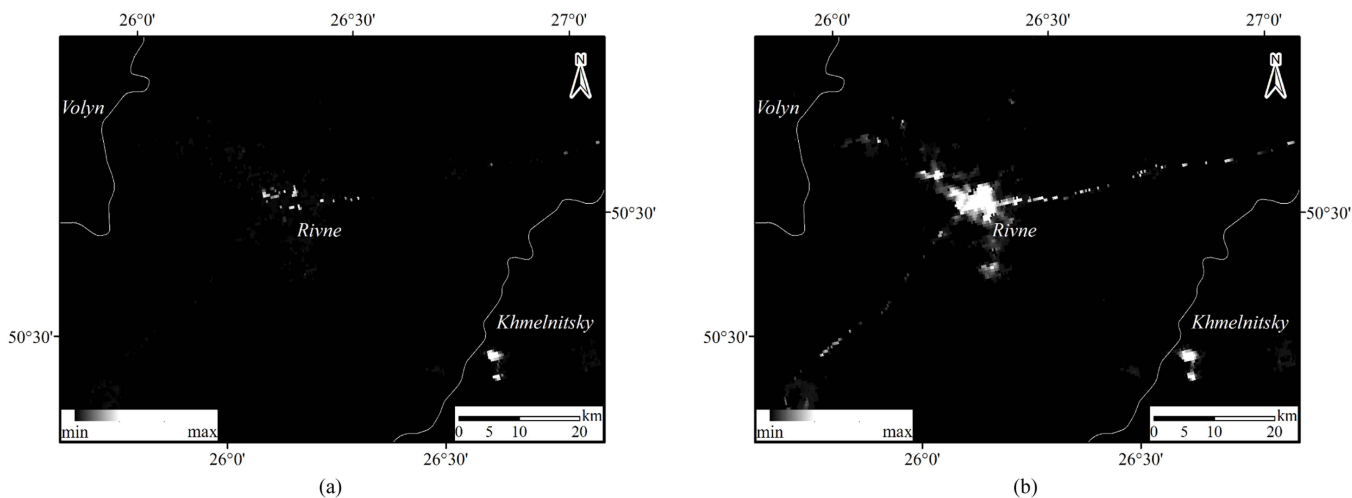 26°0' 26°30' 27°0' 26°0' 26°30' 27°0'
N N
Volyn Volyn
50°30' 50°30'
Rivne Rivne
Khmelnitsky Khmelnitsky
50°30' 50°30'
km km
min max 0 5 10 20 min max 0 5 10 20
26°0' 26°30' 26°0' 26°30'
(a) (b)